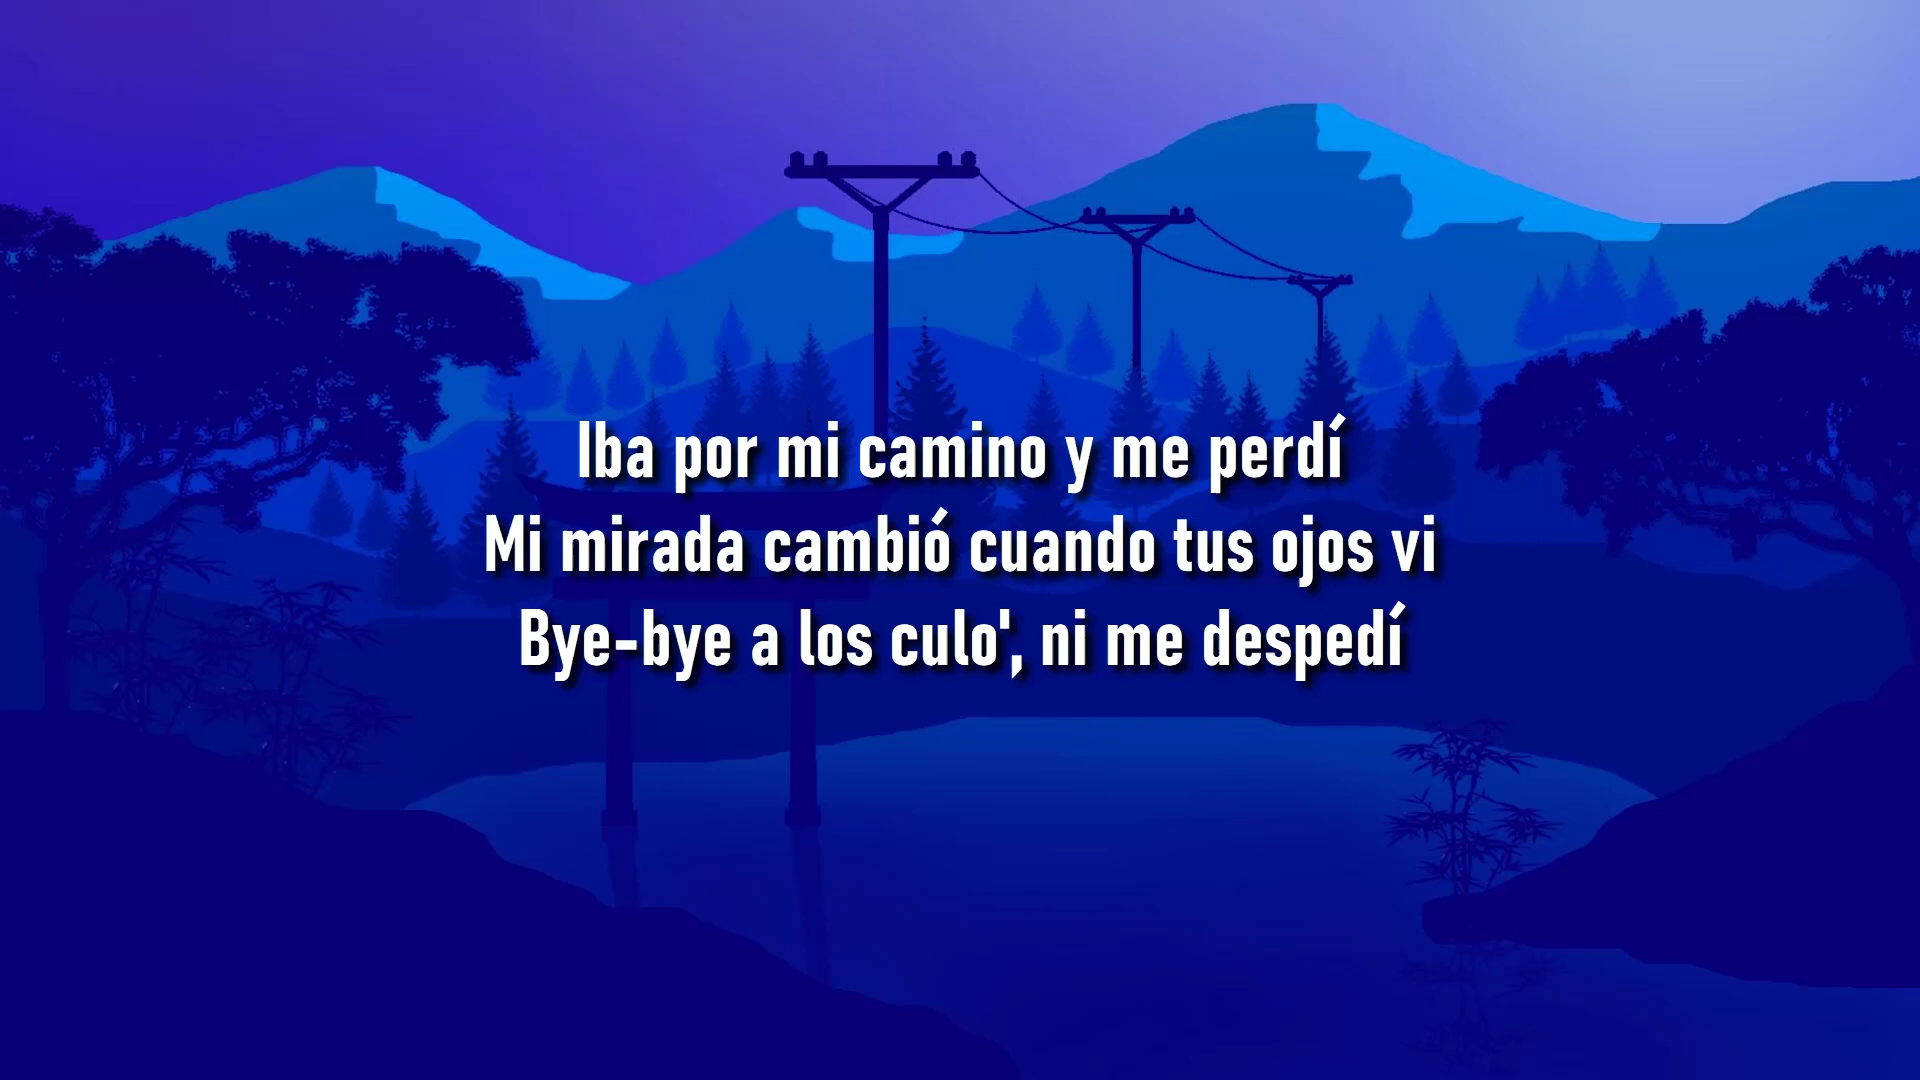 Iba por mi camino y me perdí
Mi mirada cambió cuando tus ojos vi
Bye-bye a los culo', ni me despedí